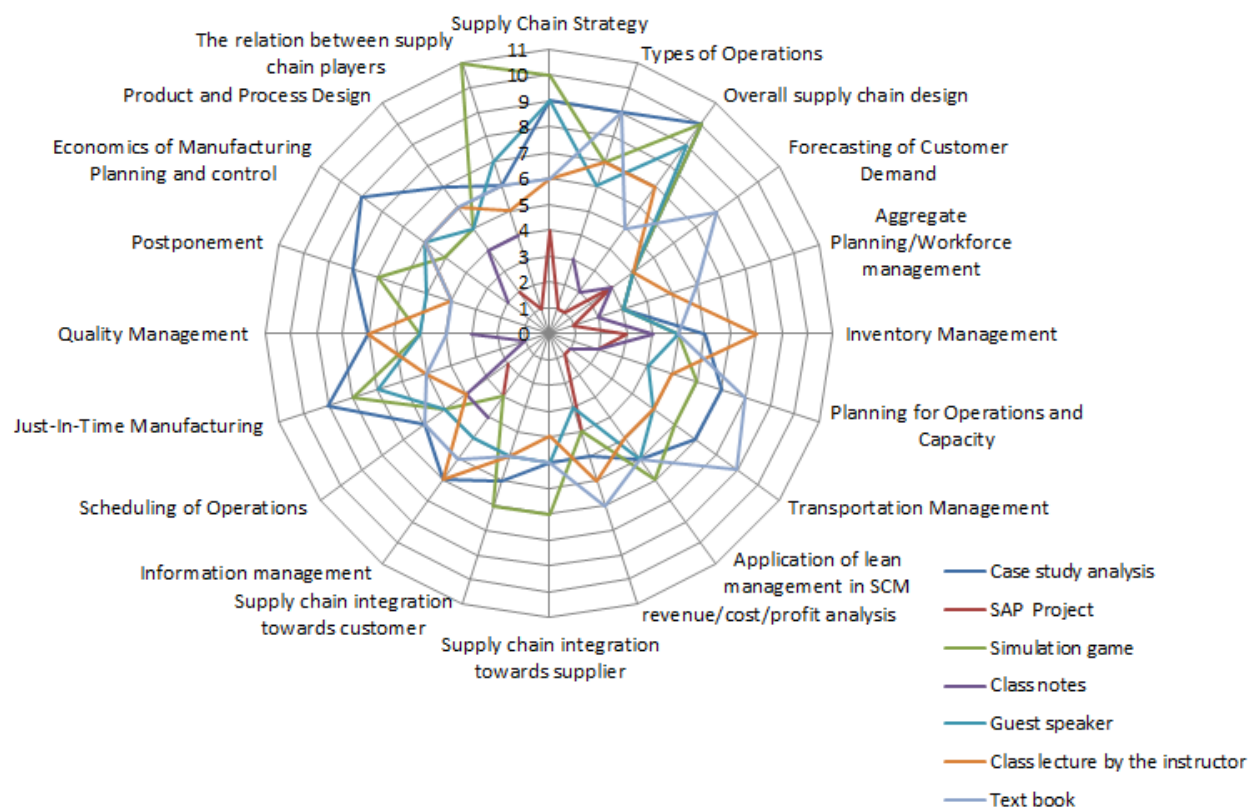 Supply Chain Strategy
The relation between supply
chain players
Types of Operations
Product and Process Design
Overall supply chain design
Economics of Manufacturing
Planning and control
Forecasting of Customer
Demand
Postponement
Aggregate
Planning/Workforce
management
Quality Management
Inventory Management
Just-In-Time Manufacturing
Planning for Operations and
Capacity
Scheduling of Operations
Transportation Management
Information management
Application of lean
management in SCM
Supply chain integration
towards customer
revenue/cost/profit analysis
Supply chain integration
towards supplier
11
10
9
8
7
6
5
4
3
2
1
0
Case study analysis
SAP Project
Simulation game
Class notes
Guest speaker
Class lecture by the instructor
Text book